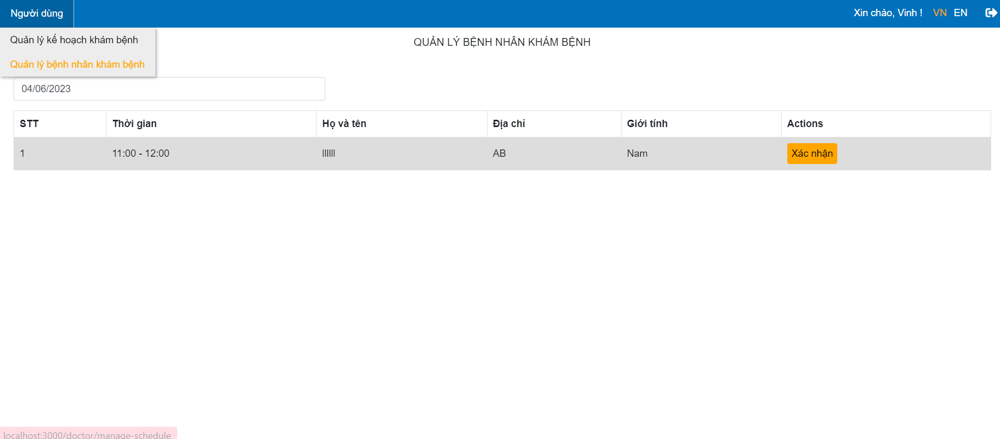 Người dùng
Xin chào, Vinh ! VN EN
Quản lý kế hoạch khám bệnh
Quản lý bệnh nhân khám bệnh
QUẢN LÝ BỆNH NHÂN KHÁM BỆNH
04/06/2023
STT Thời gian Họ và tên Địa chỉ Giới tính Actions
1 11:00 - 12:00 llllll AB Nam Xác nhận
localhost:3000/doctor/manage-schedule